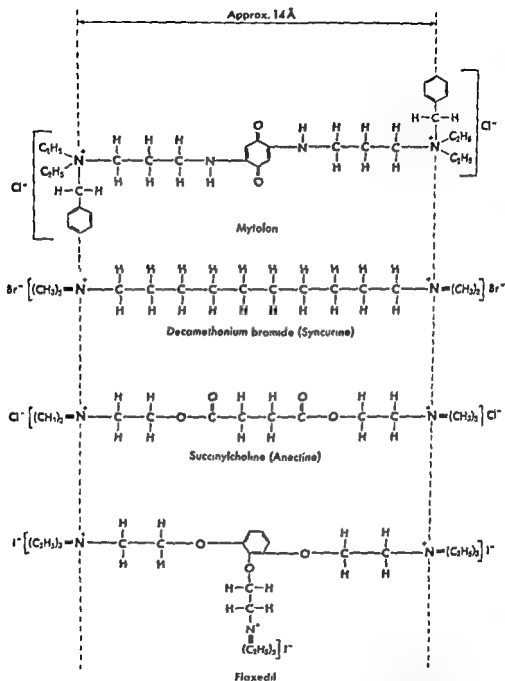 Approx. 14 Å
Cl⁻ [C₂H₅ C₂H₅ N⁺ C H H H C H H C H H C H N H O O H N H C H H C H H C H N⁺ C₂H₅ C₂H₅ H C H] Cl⁻
Mytolon
Br⁻ [(CH₃)₃≡N⁺—C—C—C—C—C—C—C—C—C—C—N⁺≡(CH₃)₃] Br⁻
H H H H H H H H H H
H H H H H H H H H H
Decamethonium bromide (Syncurine)
H H O H H O H H
Cl⁻ [(CH₃)₃≡N⁺—C—C—O—C—C—C—C—O—C—C—N⁺≡(CH₃)₃] Cl⁻
H H H H H H
Succinylcholine (Anectine)
H H H H
I⁻ [(C₂H₅)₃≡N⁺—C—C—O O—C—C—N⁺≡(C₂H₅)₃] I⁻
H H H H
O
H—C—H
H—C—H
N⁺
(C₂H₅)₃] I⁻
Flaxedil